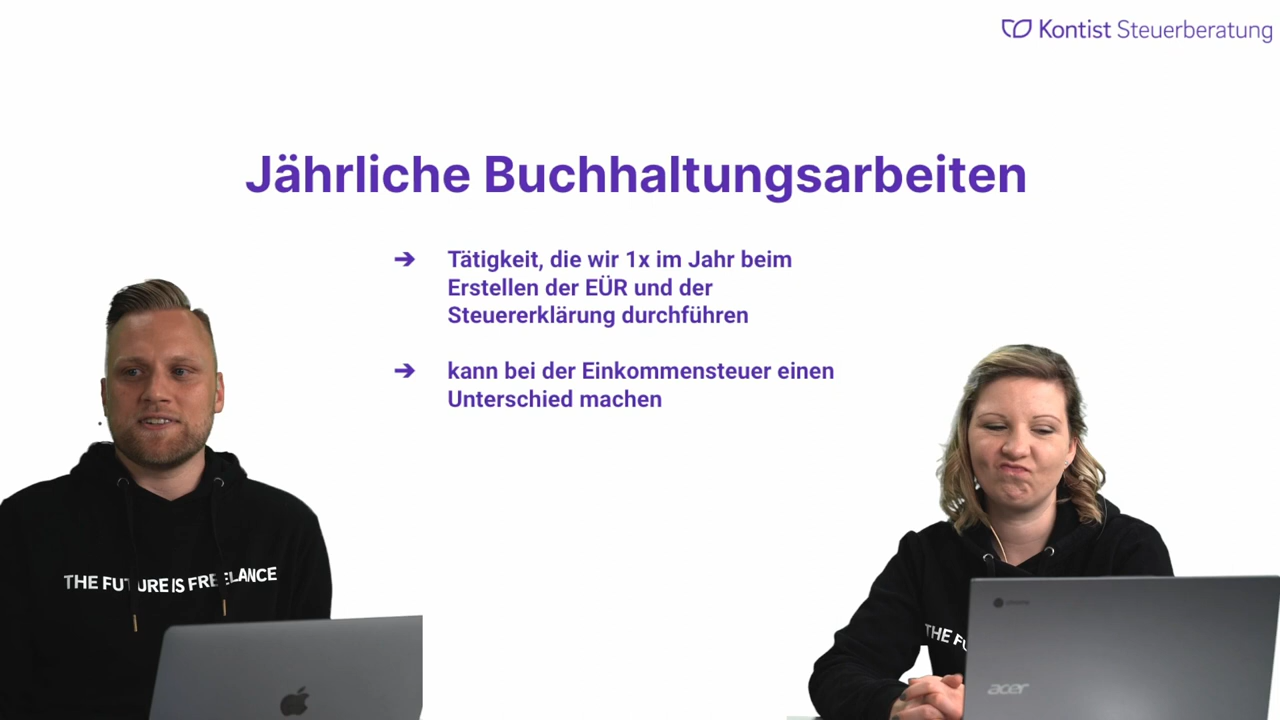 Kontist Steuerberatung
Jährliche Buchhaltungsarbeiten
➔ Tätigkeit, die wir 1x im Jahr beim
Erstellen der EÜR und der
Steuererklärung durchführen
➔ kann bei der Einkommensteuer einen
Unterschied machen
THE FUTURE IS FREELANCE
THE FU
acer